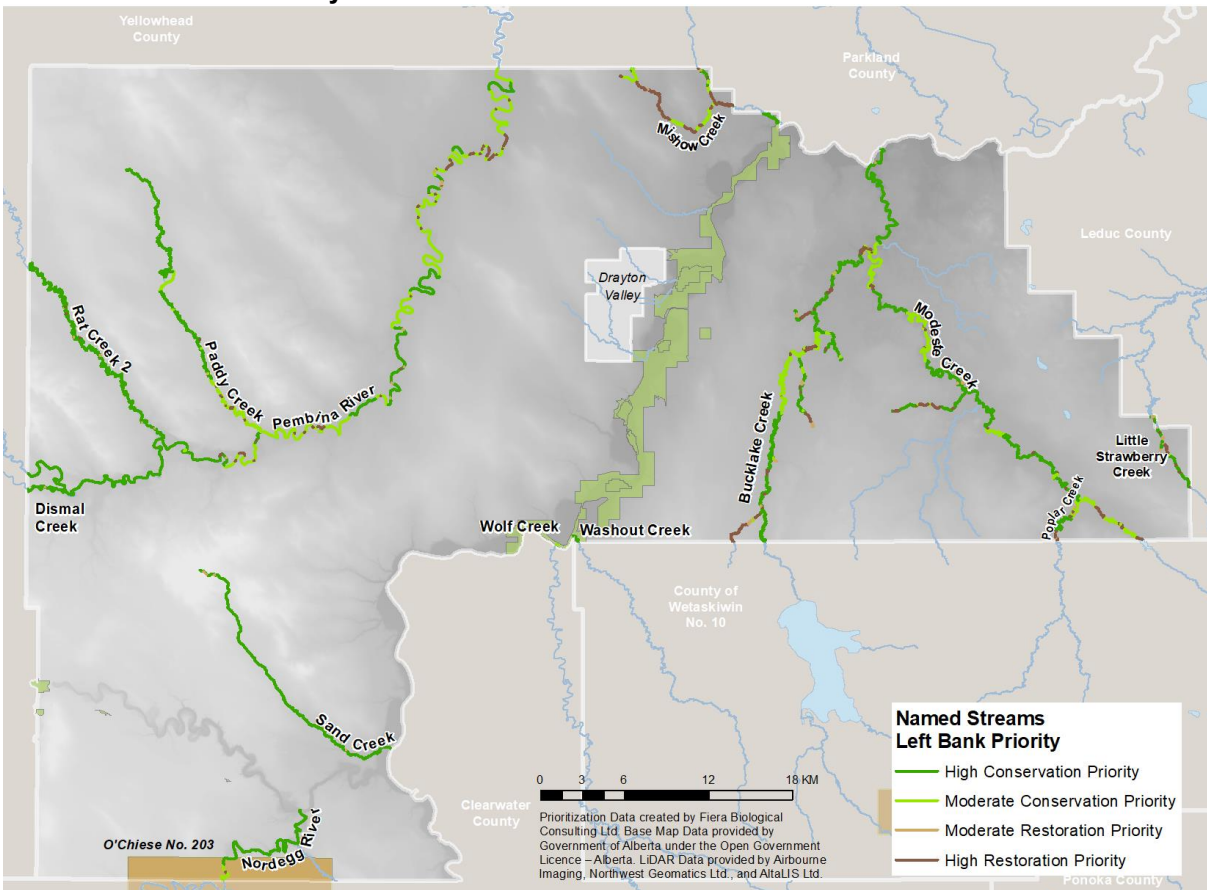 Yellowhead
County
Parkland
County
Mishow Creek
Leduc County
Drayton
Valley
Rat Creek 2
Paddy Creek
Pembina River
Modeste Creek
Bucklake Creek
Little
Strawberry
Creek
Poplar Creek
Dismal
Creek
Wolf Creek
Washout Creek
County of
Wetaskiwin
No. 10
Sand Creek
Clearwater
County
O'Chiese No. 203
Nordegg River
0 3 6 12 18 KM
Prioritization Data created by Fiera Biological
Consulting Ltd. Base Map Data provided by
Government of Alberta under the Open Government
Licence – Alberta. LiDAR Data Provided by Airbourne
Imaging, Northwest Geomatics Ltd., and AltaLIS Ltd.
Named Streams
Left Bank Priority
High Conservation Priority
Moderate Conservation Priority
Moderate Restoration Priority
High Restoration Priority
Ponoka County